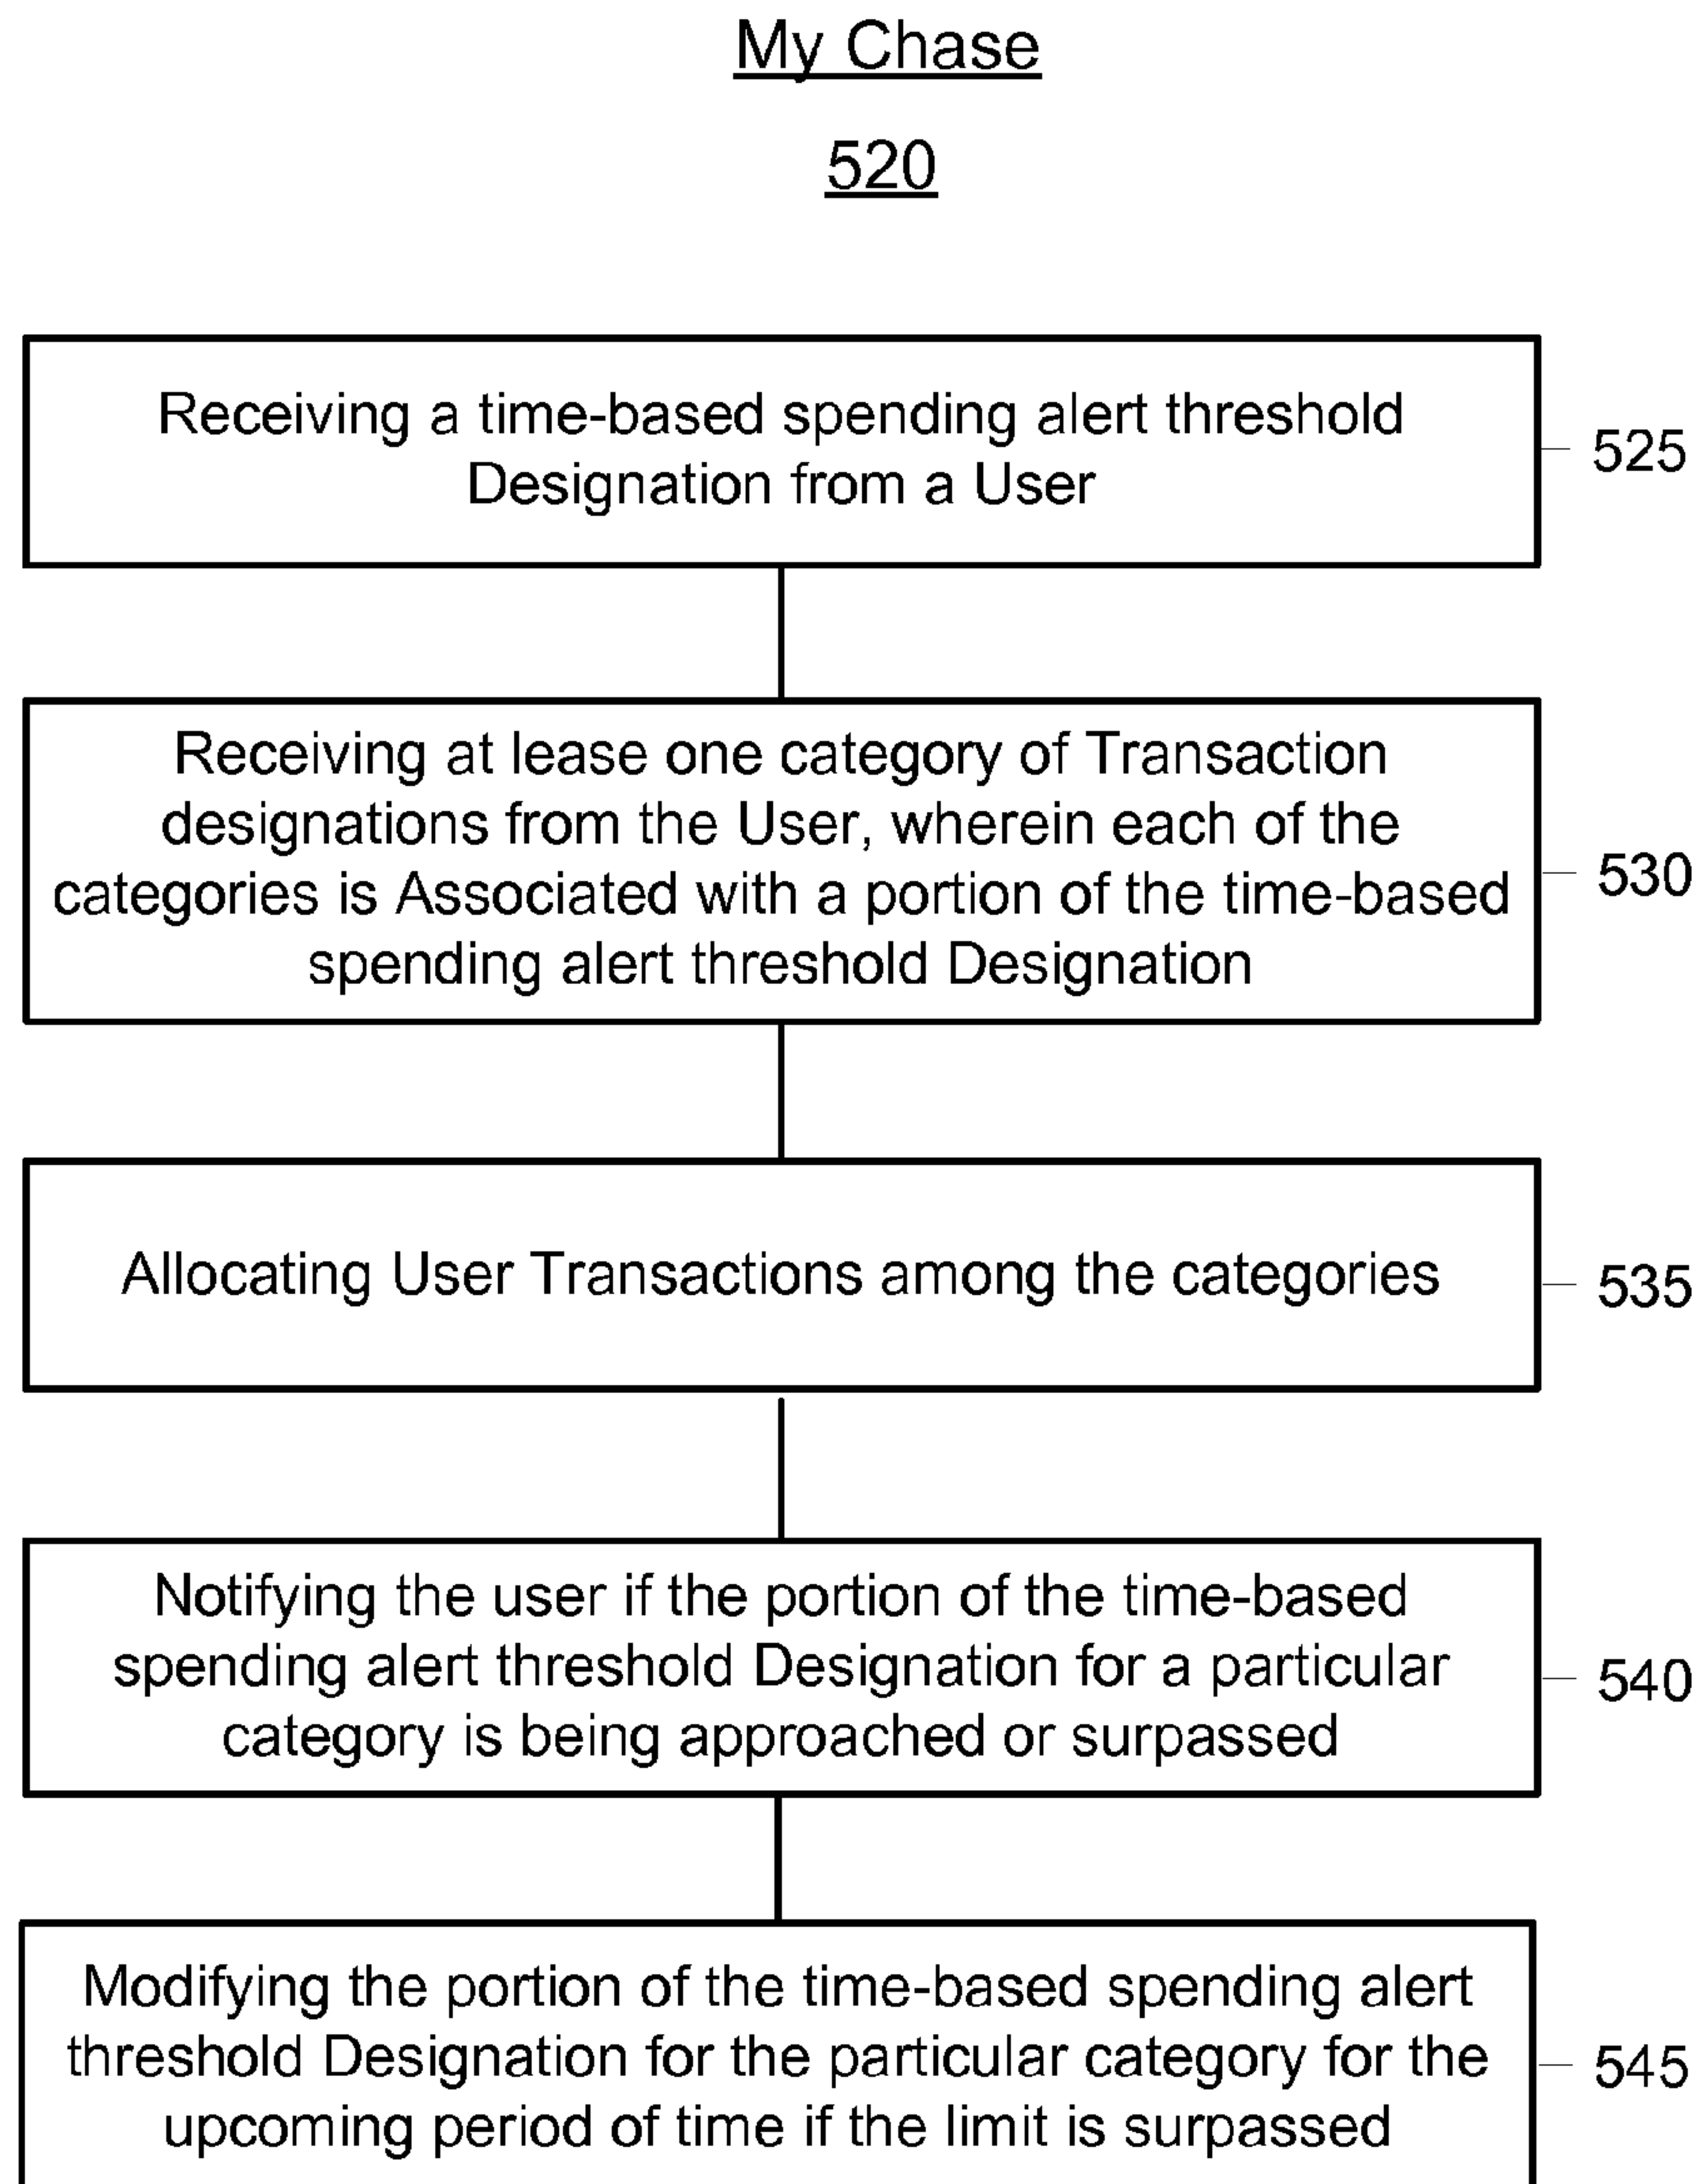 My Chase
520
Receiving a time-based spending alert threshold
Designation from a User
525
Receiving at lease one category of Transaction
designations from the User, wherein each of the
categories is Associated with a portion of the time-based
spending alert threshold Designation
530
Allocating User Transactions among the categories
535
Notifying the user if the portion of the time-based
spending alert threshold Designation for a particular
category is being approached or surpassed
540
Modifying the portion of the time-based spending alert
threshold Designation for the particular category for the
upcoming period of time if the limit is surpassed
545